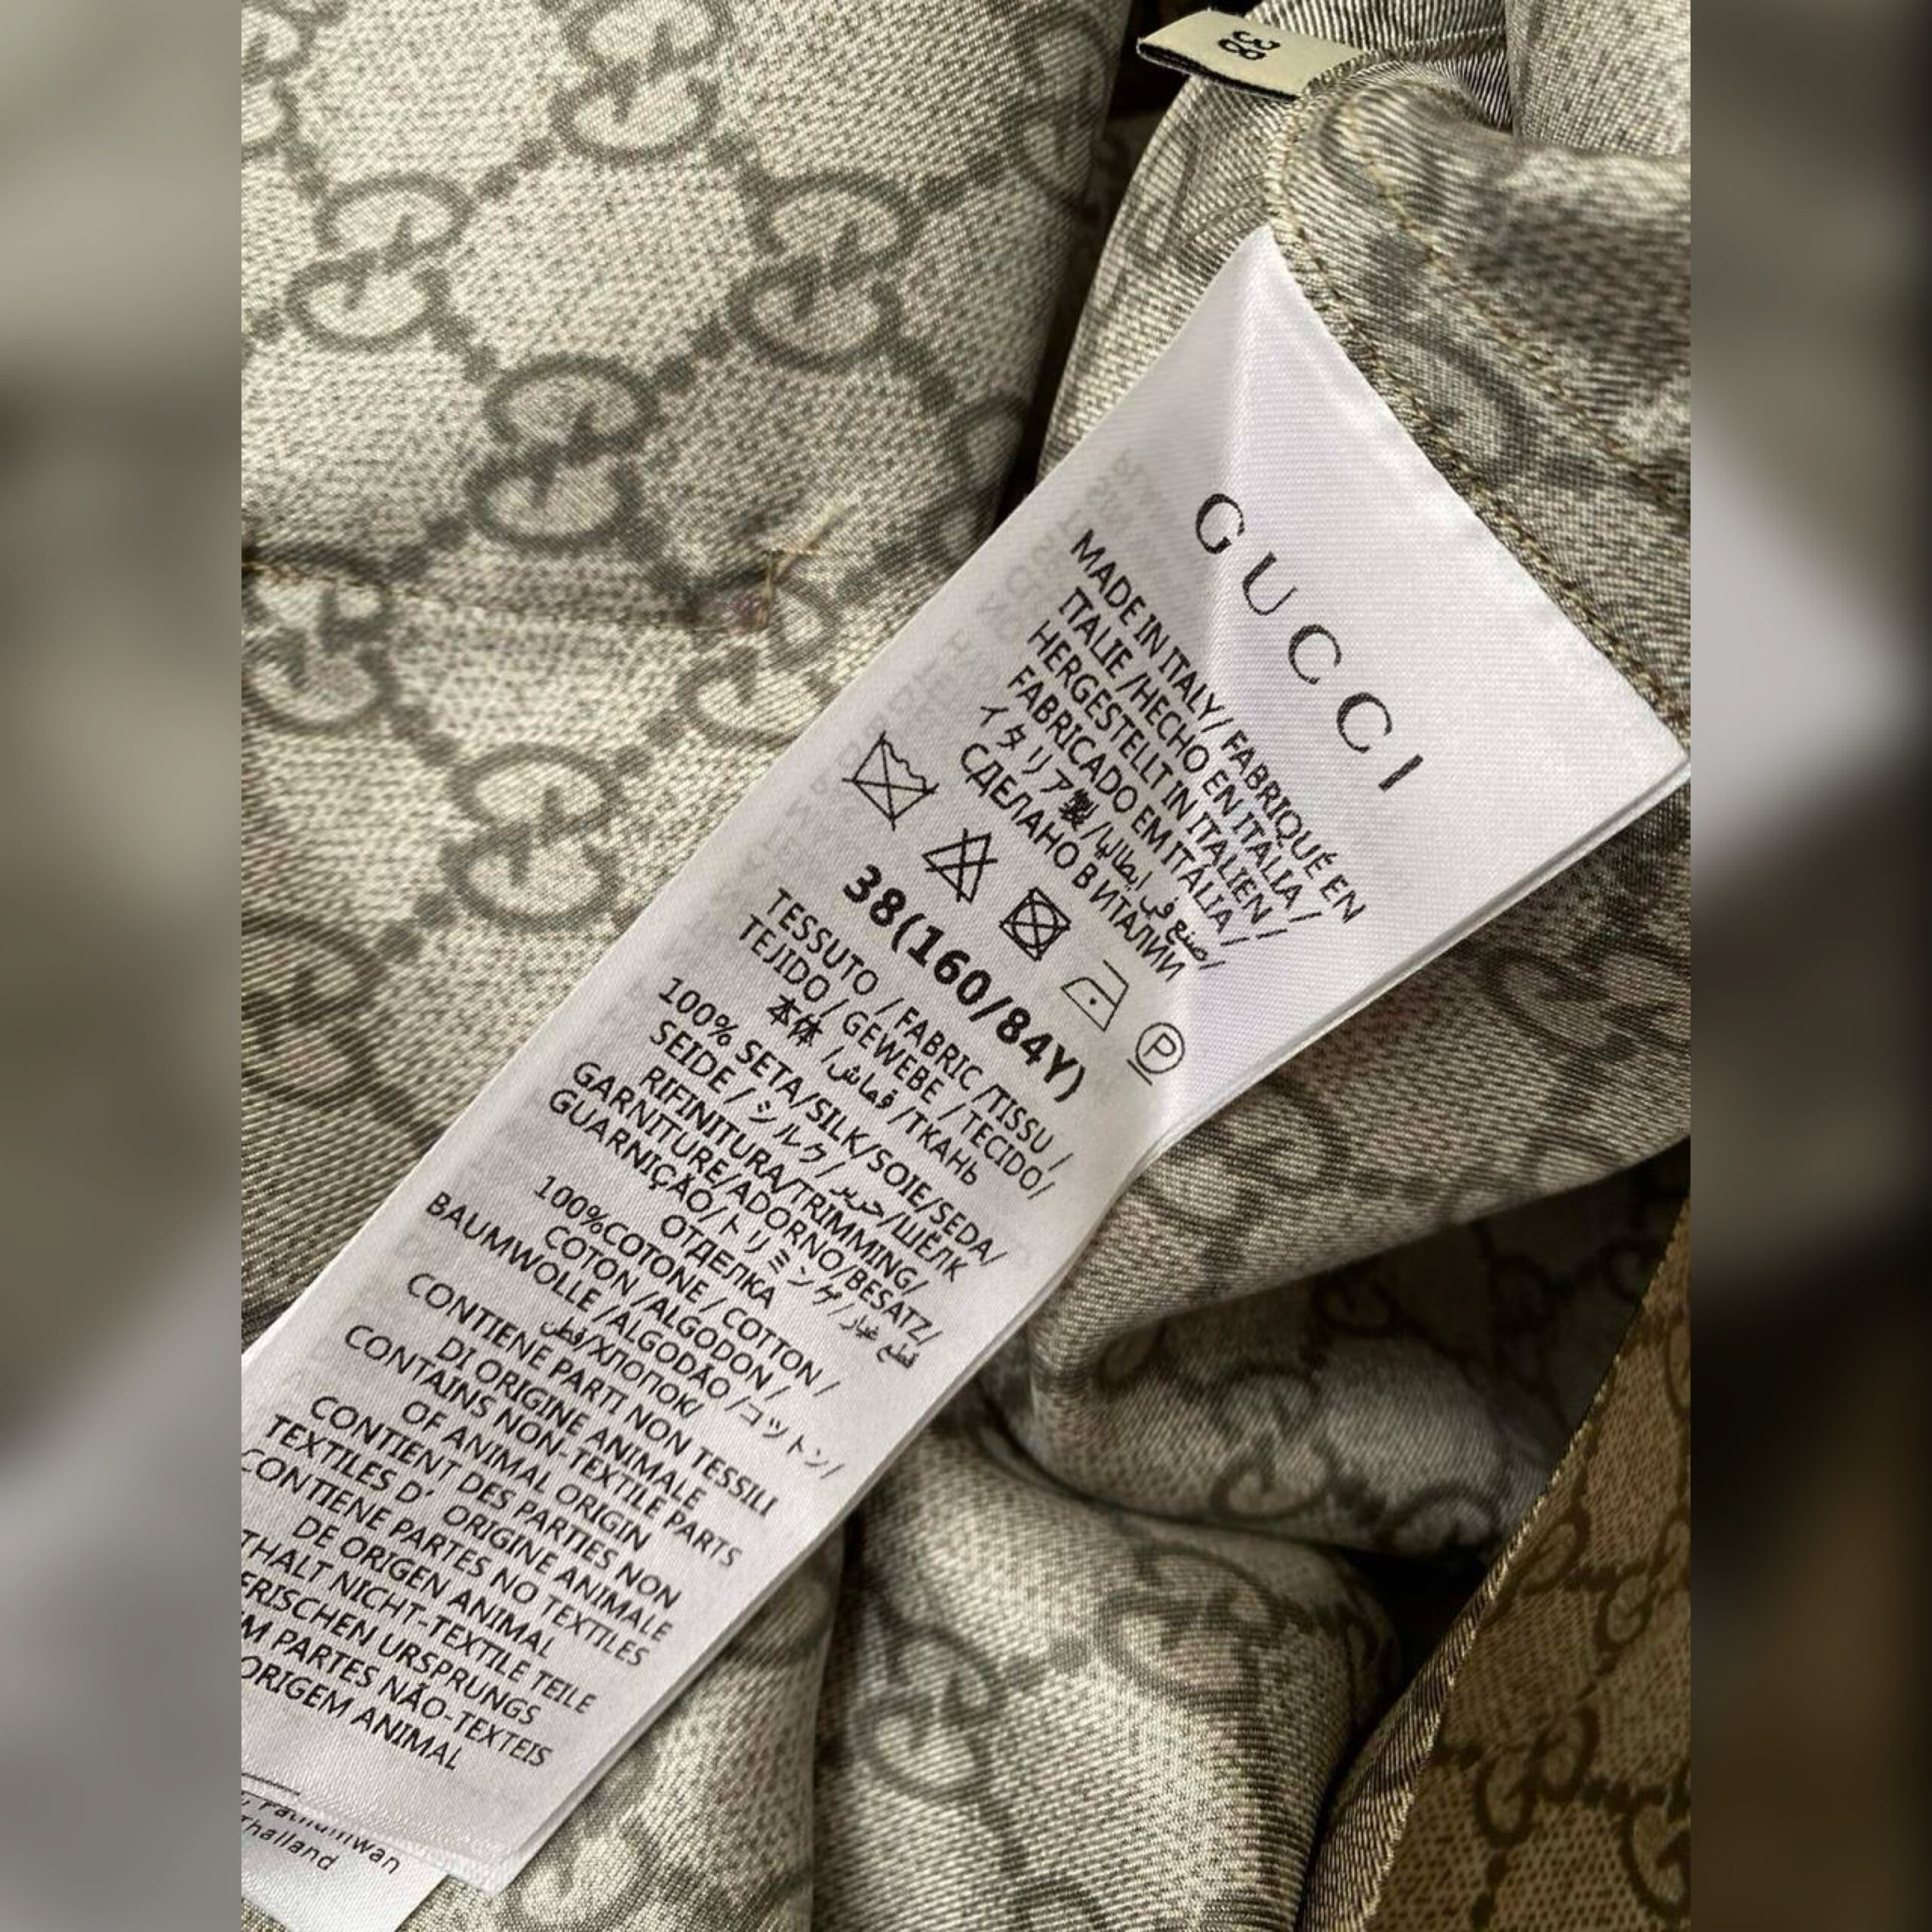 38
GUCCI
MADE IN ITALY/ FABRIQUÉ EN
ITALIE /HECHO EN ITALIA /
HERGESTELLT IN ITALIEN /
FABRICADO EM ITÁLIA /
イタリア製/صنع في ايطاليا/
СДЕЛАНО В ИТАЛИИ
P
38(160/84Y)
TESSUTO / FABRIC /TISSU /
TEJIDO / GEWEBE / TECIDO/
本体 /قماش /ТКАНЬ
100% SETA/SILK/SOIE/SEDA/
SEIDE / シルク/ حرير/ШЁЛК
RIFINITURA/TRIMMING/
GARNITURE/ADORNO/BESATZ/
GUARNIÇÃO/トリミング/قطع غيار/
ОТДЕЛКА
100%COTONE / COTTON /
COTON /ALGODON /
BAUMWOLLE /ALGODÃO /コットン/
قطن/ХЛОПОК/
CONTIENE PARTI NON TESSILI
DI ORIGINE ANIMALE
CONTAINS NON-TEXTILE PARTS
OF ANIMAL ORIGIN
CONTIENT DES PARTIES NON
TEXTILES D' ORIGINE ANIMALE
CONTIENE PARTES NO TEXTILES
DE ORIGEN ANIMAL
THALT NICHT-TEXTILE TEILE
ERISCHEN URSPRUNGS
M PARTES NÃO-TEXTEIS
ORIGEM ANIMAL
Pathumwan
Thailand